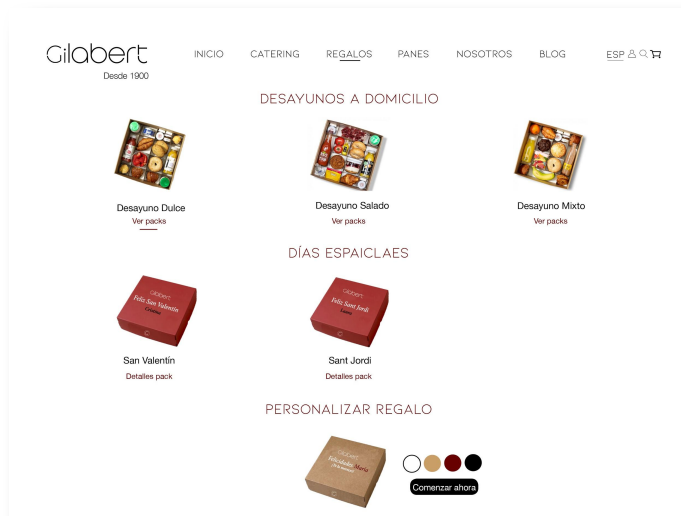 Gilabert
Desde 1900
INICIO CATERING REGALOS PANES NOSOTROS BLOG ESP
DESAYUNOS A DOMICILIO
Desayuno Dulce Desayuno Salado Desayuno Mixto
Ver packs Ver packs Ver packs
DÍAS ESPAICLAES
Gilabert
Feliz San Valentín
Gilabert
Feliz Sant Jordi
San Valentín Sant Jordi
Detalles pack Detalles pack
PERSONALIZAR REGALO
Gilabert
Felicidades María
Comenzar ahora